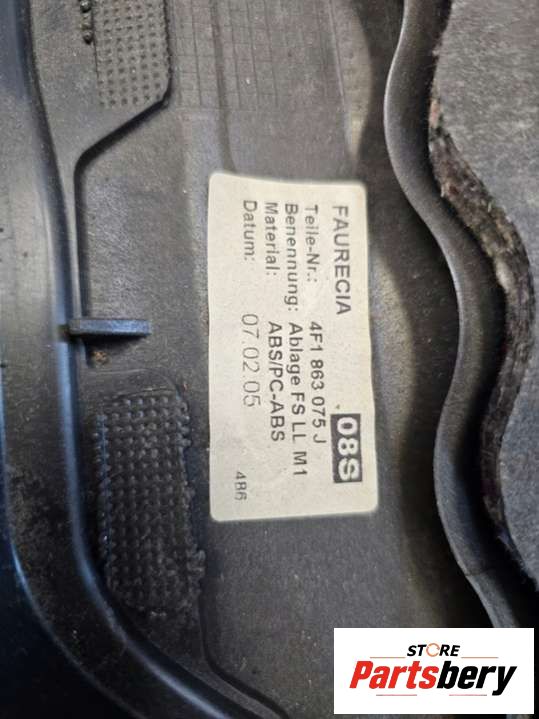 FAURECIA
Teile-Nr.: 4F1 863 075 J
Benennung: Ablage FS LL M1
Material: ABS/PC-ABS
Datum: 07.02.05
08S
486
STORE
Partsbery